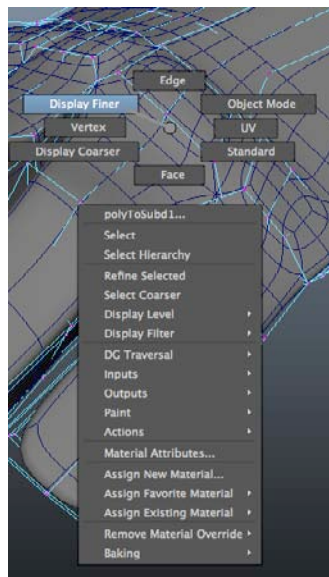 Edge
Display Finer
Object Mode
Vertex
UV
Display Coarser
Standard
Face
polyToSubd1...
Select
Select Hierarchy
Refine Selected
Select Coarser
Display Level
Display Filter
DG Traversal
Inputs
Outputs
Paint
Actions
Material Attributes...
Assign New Material...
Assign Favorite Material
Assign Existing Material
Remove Material Override
Baking